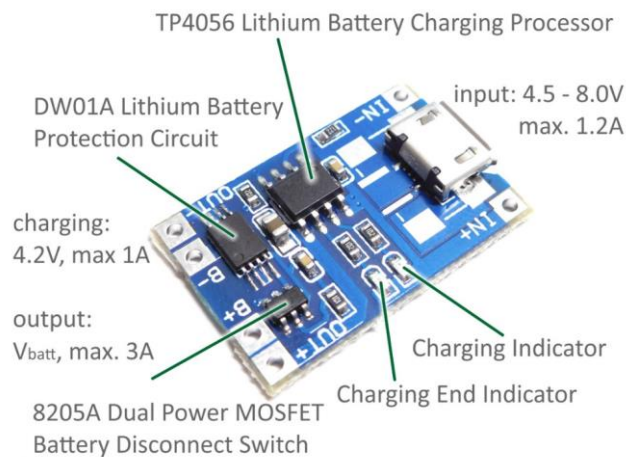 TP4056 Lithium Battery Charging Processor
DW01A Lithium Battery
Protection Circuit
input: 4.5 - 8.0V
max. 1.2A
IN-
OUT-
charging:
4.2V, max 1A
B-
IN+
B+
output:
Vbatt, max. 3A
OUT+
Charging Indicator
Charging End Indicator
8205A Dual Power MOSFET
Battery Disconnect Switch